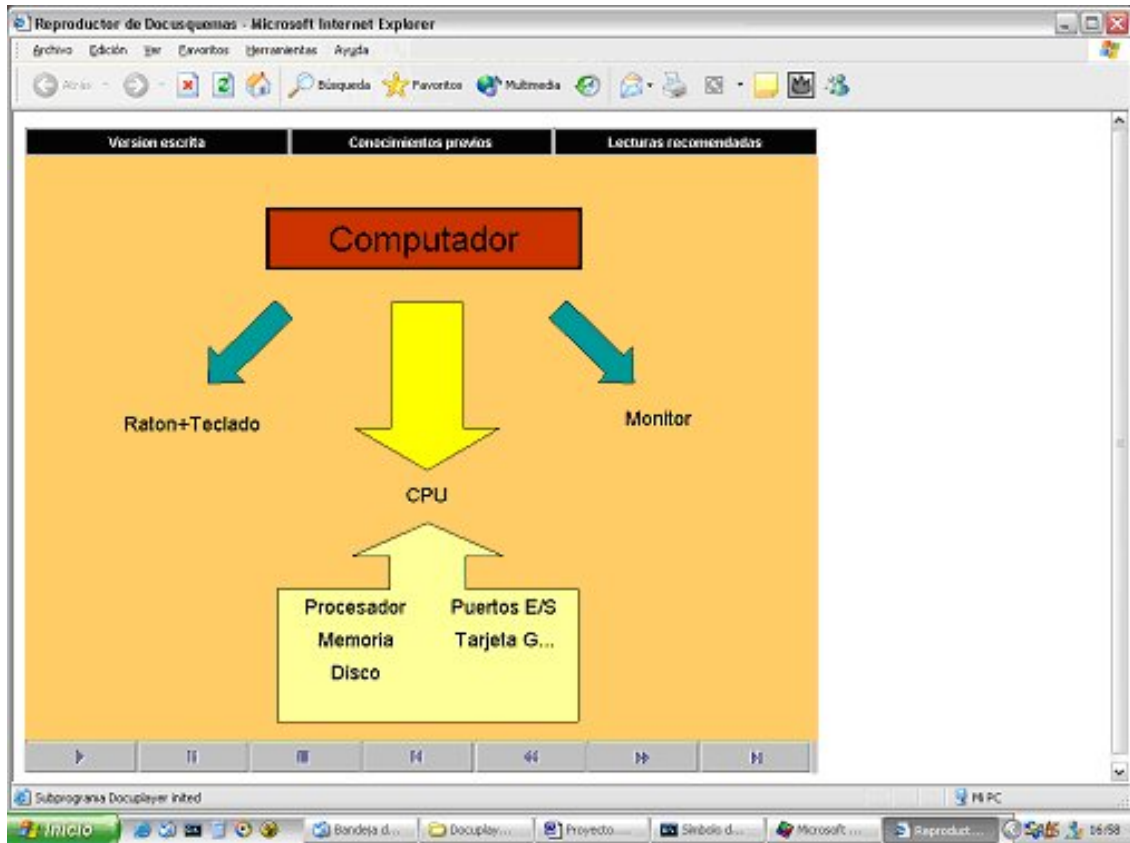 Reproductor de Docusquemas - Microsoft Internet Explorer
Archivo Edición Ver Favoritos Herramientas Ayuda
Atrás Búsqueda Favoritos Multimedia
Version escrita Conocimientos previos Lecturas recomendadas
Computador
Raton+Teclado Monitor
CPU
Procesador Puertos E/S
Memoria Tarjeta G...
Disco
Subprograma Docuplayer inited Mi PC
Inicio Bandeja d... Docuplay... Proyecto .... Símbolo d... Microsoft ... Reproduct... 16:58